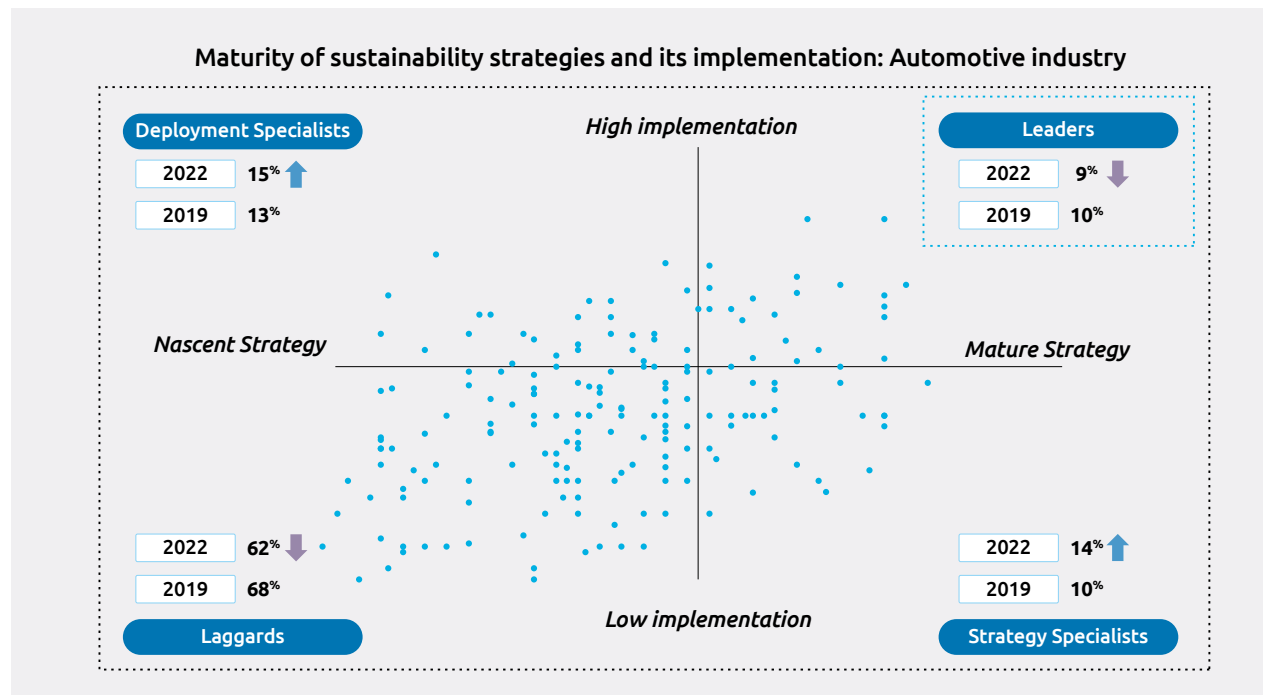 Maturity of sustainability strategies and its implementation: Automotive industry
Deployment Specialists
2022 15% 
2019 13%
High implementation
Leaders
2022 9%
2019 10%
Nascent Strategy
Mature Strategy
2022 62%
2019 68%
Laggards
Low implementation
2022 14%
2019 10%
Strategy Specialists